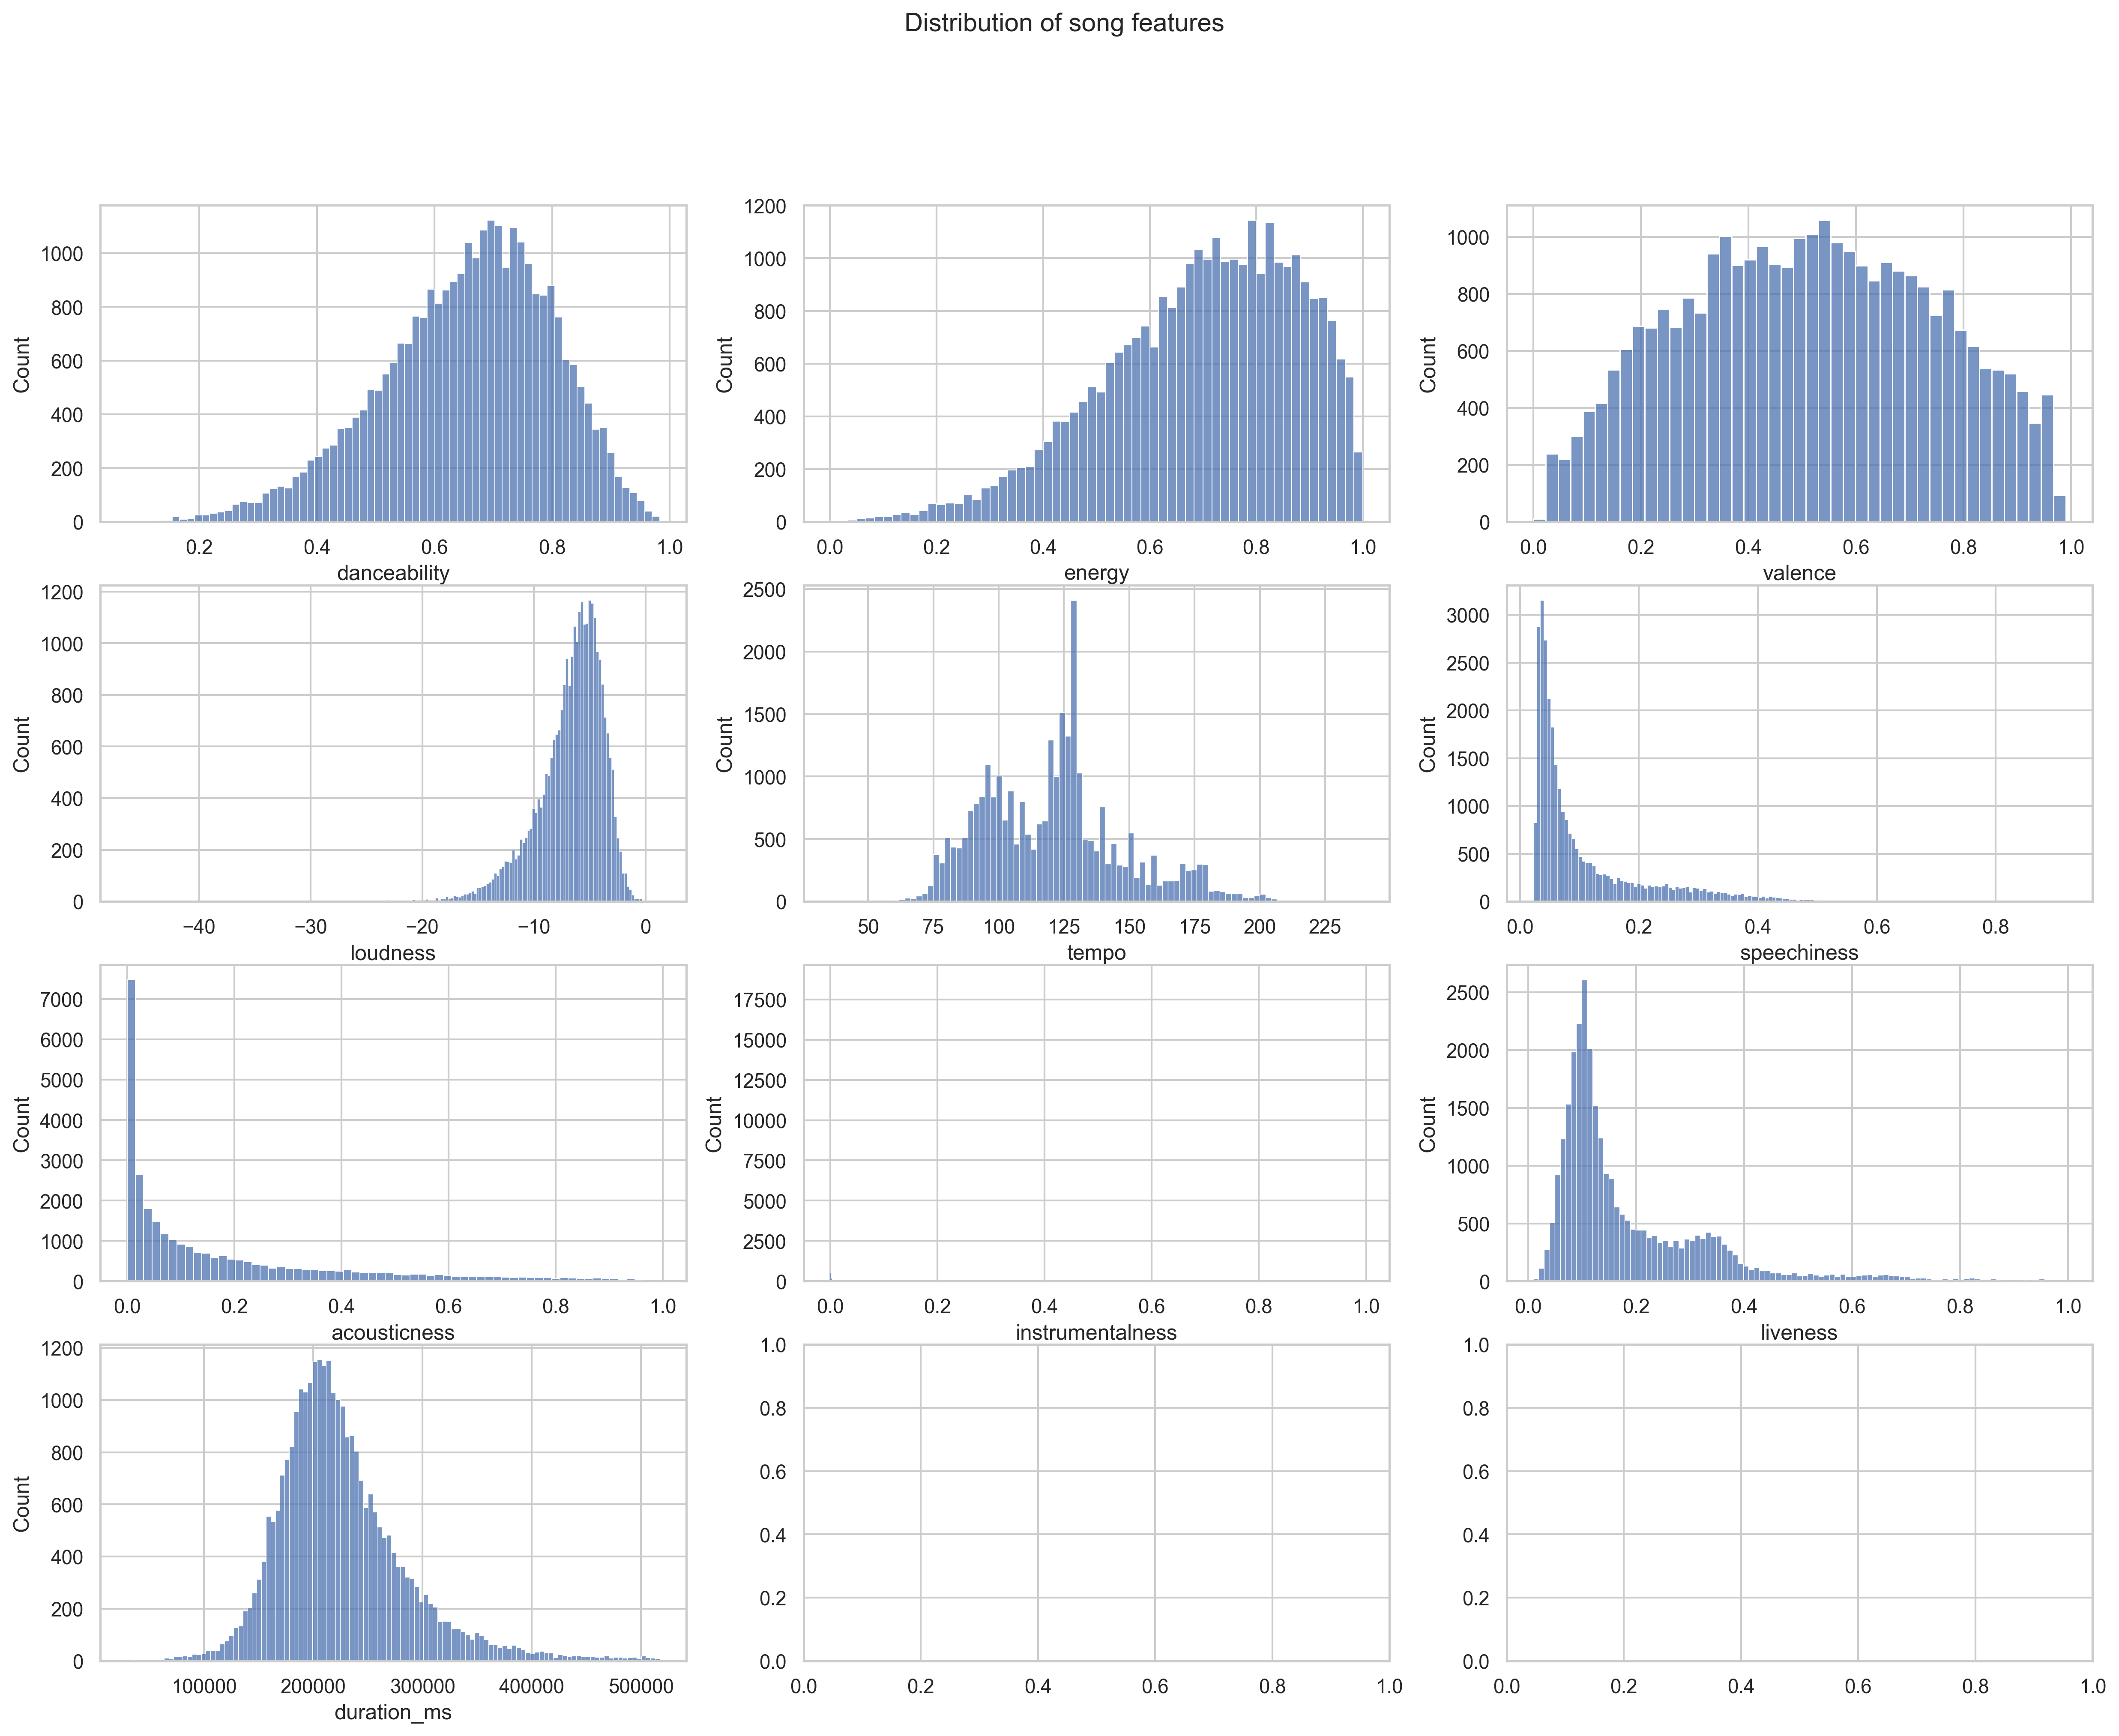 Distribution of song features
1000
800
600
400
200
0
Count
0.2 0.4 0.6 0.8 1.0
danceability
1200
1000
800
600
400
200
0
Count
0.0 0.2 0.4 0.6 0.8 1.0
energy
1000
800
600
400
200
0
Count
0.0 0.2 0.4 0.6 0.8 1.0
valence
1200
1000
800
600
400
200
0
Count
−40 −30 −20 −10 0
loudness
2500
2000
1500
1000
500
0
Count
50 75 100 125 150 175 200 225
tempo
3000
2500
2000
1500
1000
500
0
Count
0.0 0.2 0.4 0.6 0.8
speechiness
7000
6000
5000
4000
3000
2000
1000
0
Count
0.0 0.2 0.4 0.6 0.8 1.0
acousticness
17500
15000
12500
10000
7500
5000
2500
0
Count
0.0 0.2 0.4 0.6 0.8 1.0
instrumentalness
2500
2000
1500
1000
500
0
Count
0.0 0.2 0.4 0.6 0.8 1.0
liveness
1200
1000
800
600
400
200
0
Count
100000 200000 300000 400000 500000
duration_ms
1.0
0.8
0.6
0.4
0.2
0.0
0.0 0.2 0.4 0.6 0.8 1.0
1.0
0.8
0.6
0.4
0.2
0.0
0.0 0.2 0.4 0.6 0.8 1.0